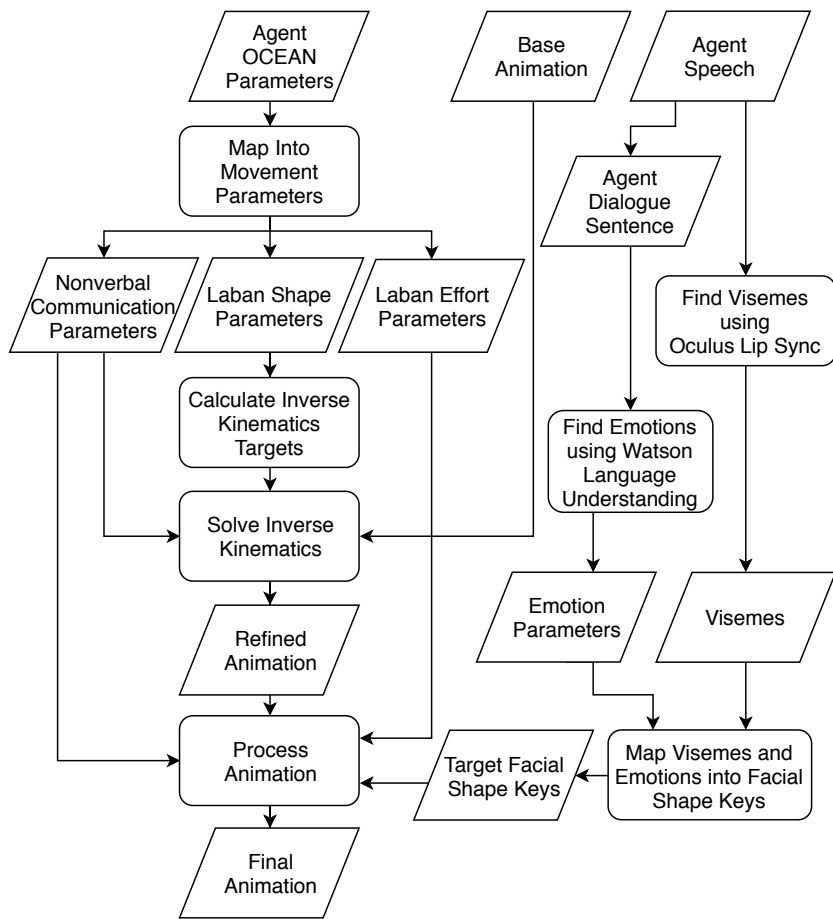 Agent
OCEAN
Parameters
Base
Animation
Agent
Speech
Map Into
Movement
Parameters
Agent
Dialogue
Sentence
Nonverbal
Communication
Parameters
Laban Shape
Parameters
Laban Effort
Parameters
Find Visemes
using
Oculus Lip Sync
Calculate Inverse
Kinematics
Targets
Find Emotions
using Watson
Language
Understanding
Solve Inverse
Kinematics
Refined
Animation
Emotion
Parameters
Visemes
Process
Animation
Target Facial
Shape Keys
Map Visemes and
Emotions into Facial
Shape Keys
Final
Animation